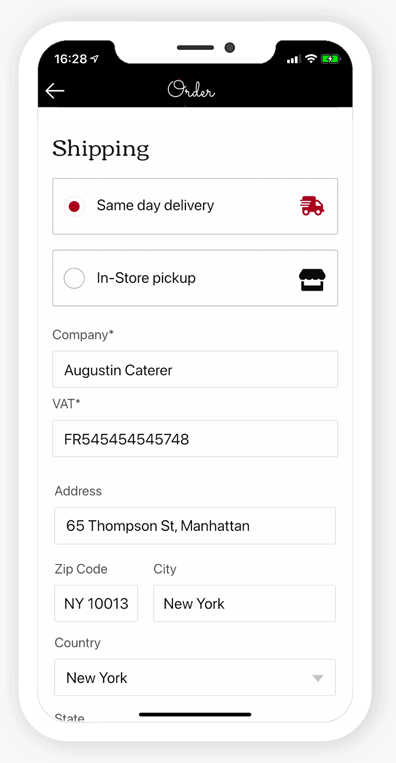 16:28
Order
Shipping
Same day delivery
In-Store pickup
Company*
Augustin Caterer
VAT*
FR545454545748
Address
65 Thompson St, Manhattan
Zip Code City
NY 10013 New York
Country
New York
State